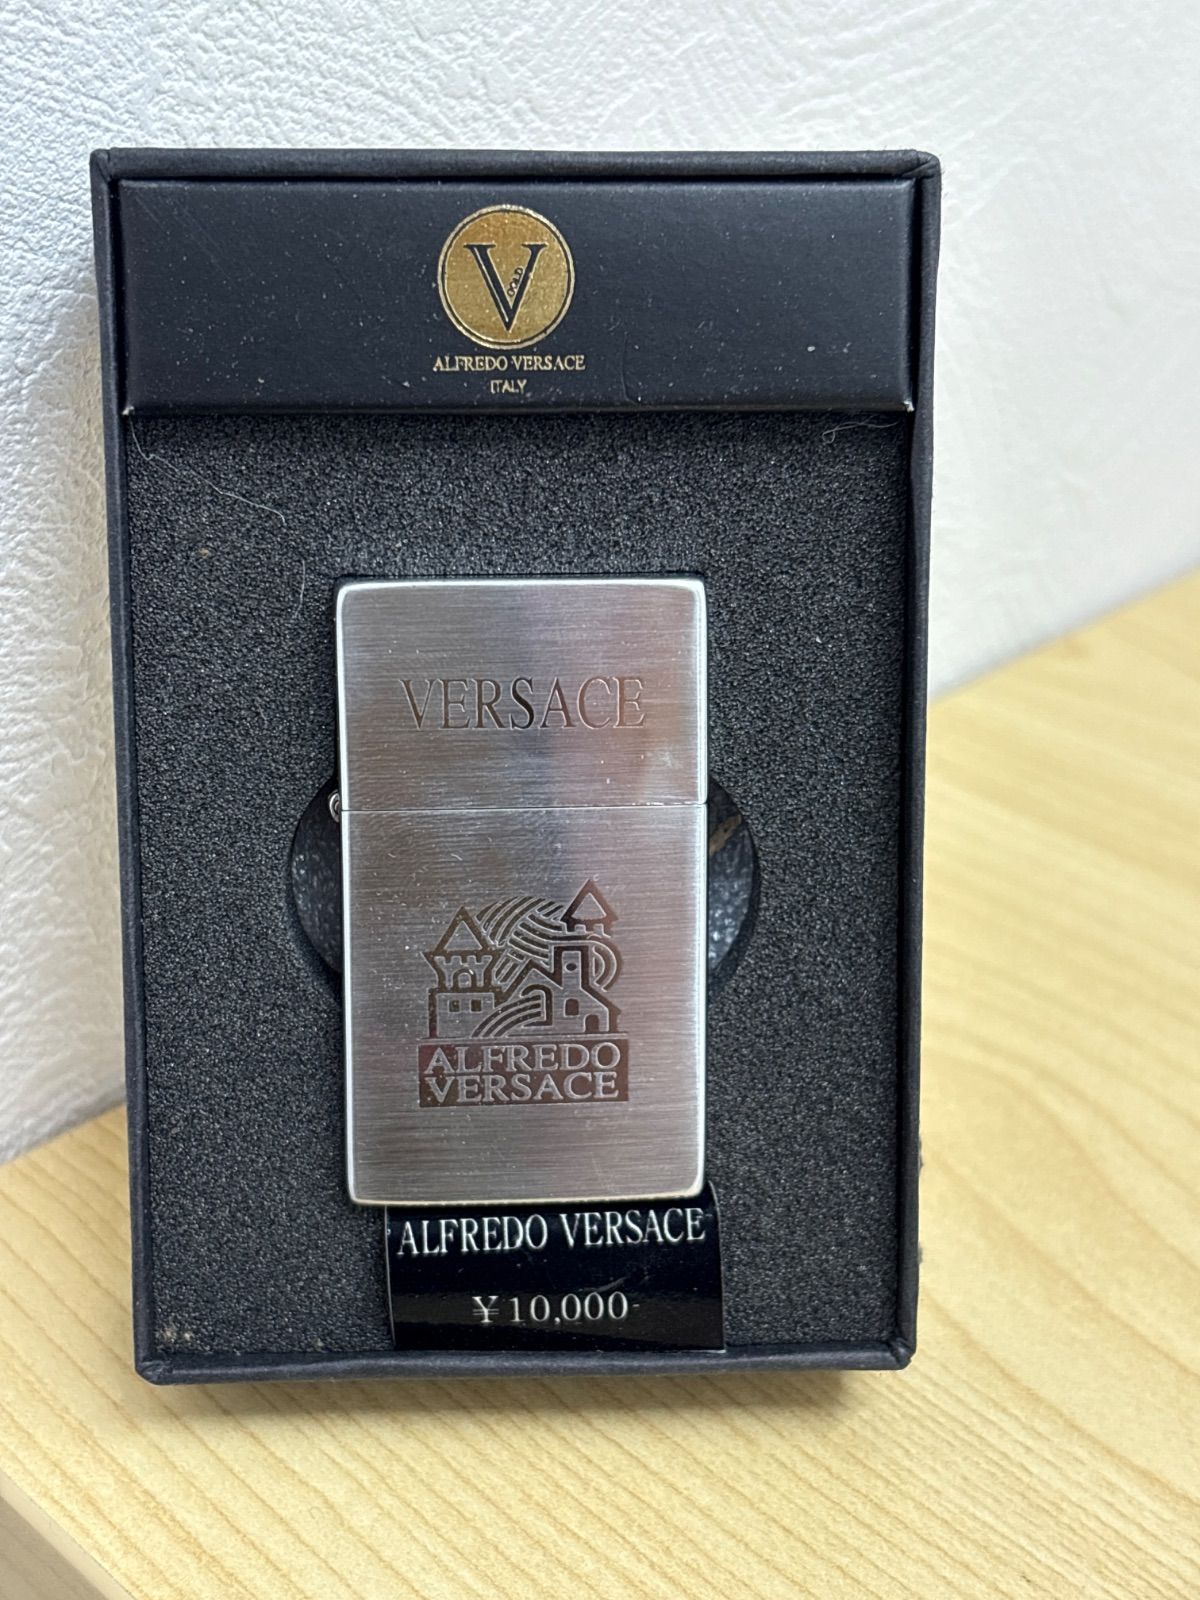 V
GOLD
ALFREDO VERSACE
ITALY
VERSACE
ALFREDO
VERSACE
ALFREDO VERSACE
¥10,000-